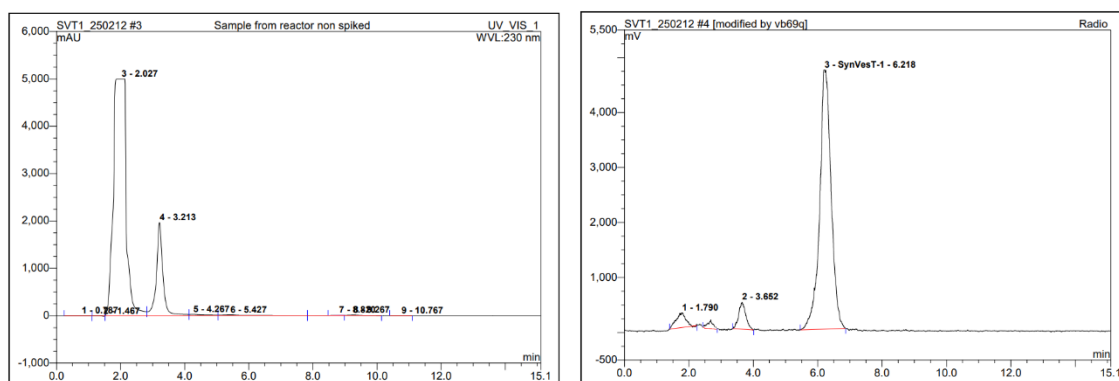 SVT1_250212 #3 Sample from reactor non spiked UV_VIS_1
mAU
WVL:230 nm
6,000
5,000
4,000
3,000
2,000
1,000
0
-1,000
3 - 2.027
4 - 3.213
5 - 4.267
6 - 5.427
9 - 10.767
min
0.0 2.0 4.0 6.0 8.0 10.0 12.0 15.1
SVT1_250212 #4 [modified by vb69q] Radio
mV
5,500
4,000
3,000
2,000
1,000
-500
3 - SynVesT-1 - 6.218
2 - 3.652
1 - 1.790
min
0.0 2.0 4.0 6.0 8.0 10.0 12.0 15.1